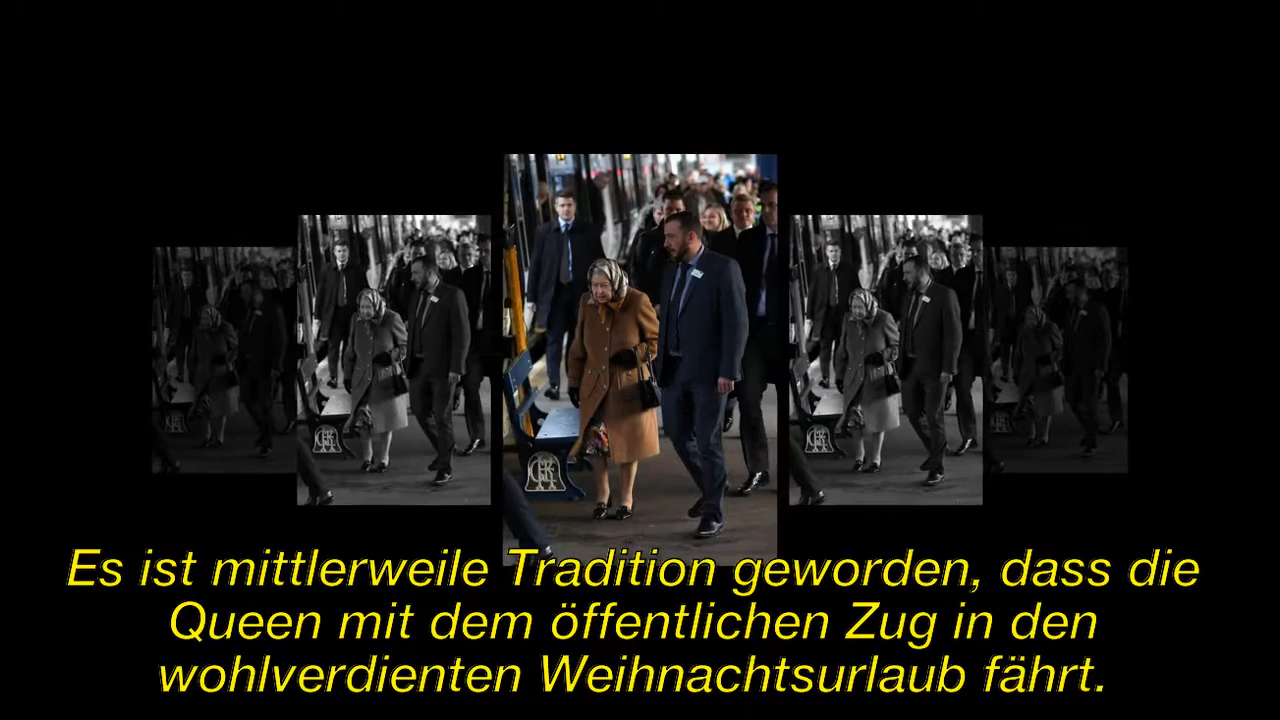 Es ist mittlerweile Tradition geworden, dass die
Queen mit dem öffentlichen Zug in den
wohlverdienten Weihnachtsurlaub fährt.